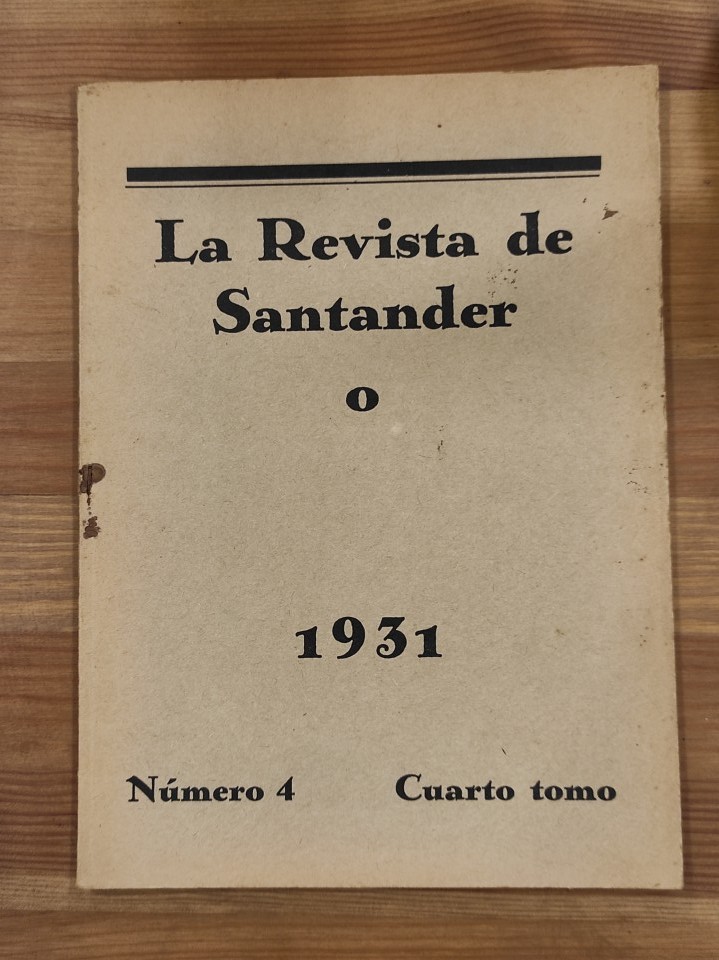 La Revista de
Santander
o
1931
Número 4 Cuarto tomo